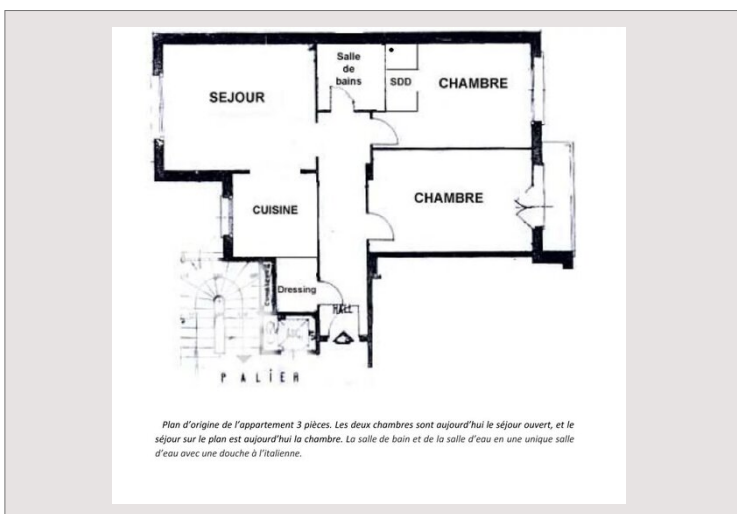 Salle
de
bains
SDD
CHAMBRE
SEJOUR
CHAMBRE
CUISINE
Dressing
HALL
PALIER
Plan d'origine de l'appartement 3 pièces. Les deux chambres sont aujourd'hui le séjour ouvert, et le
séjour sur le plan est aujourd'hui la chambre. La salle de bain et de la salle d'eau en une unique salle
d'eau avec une douche à l'italienne.